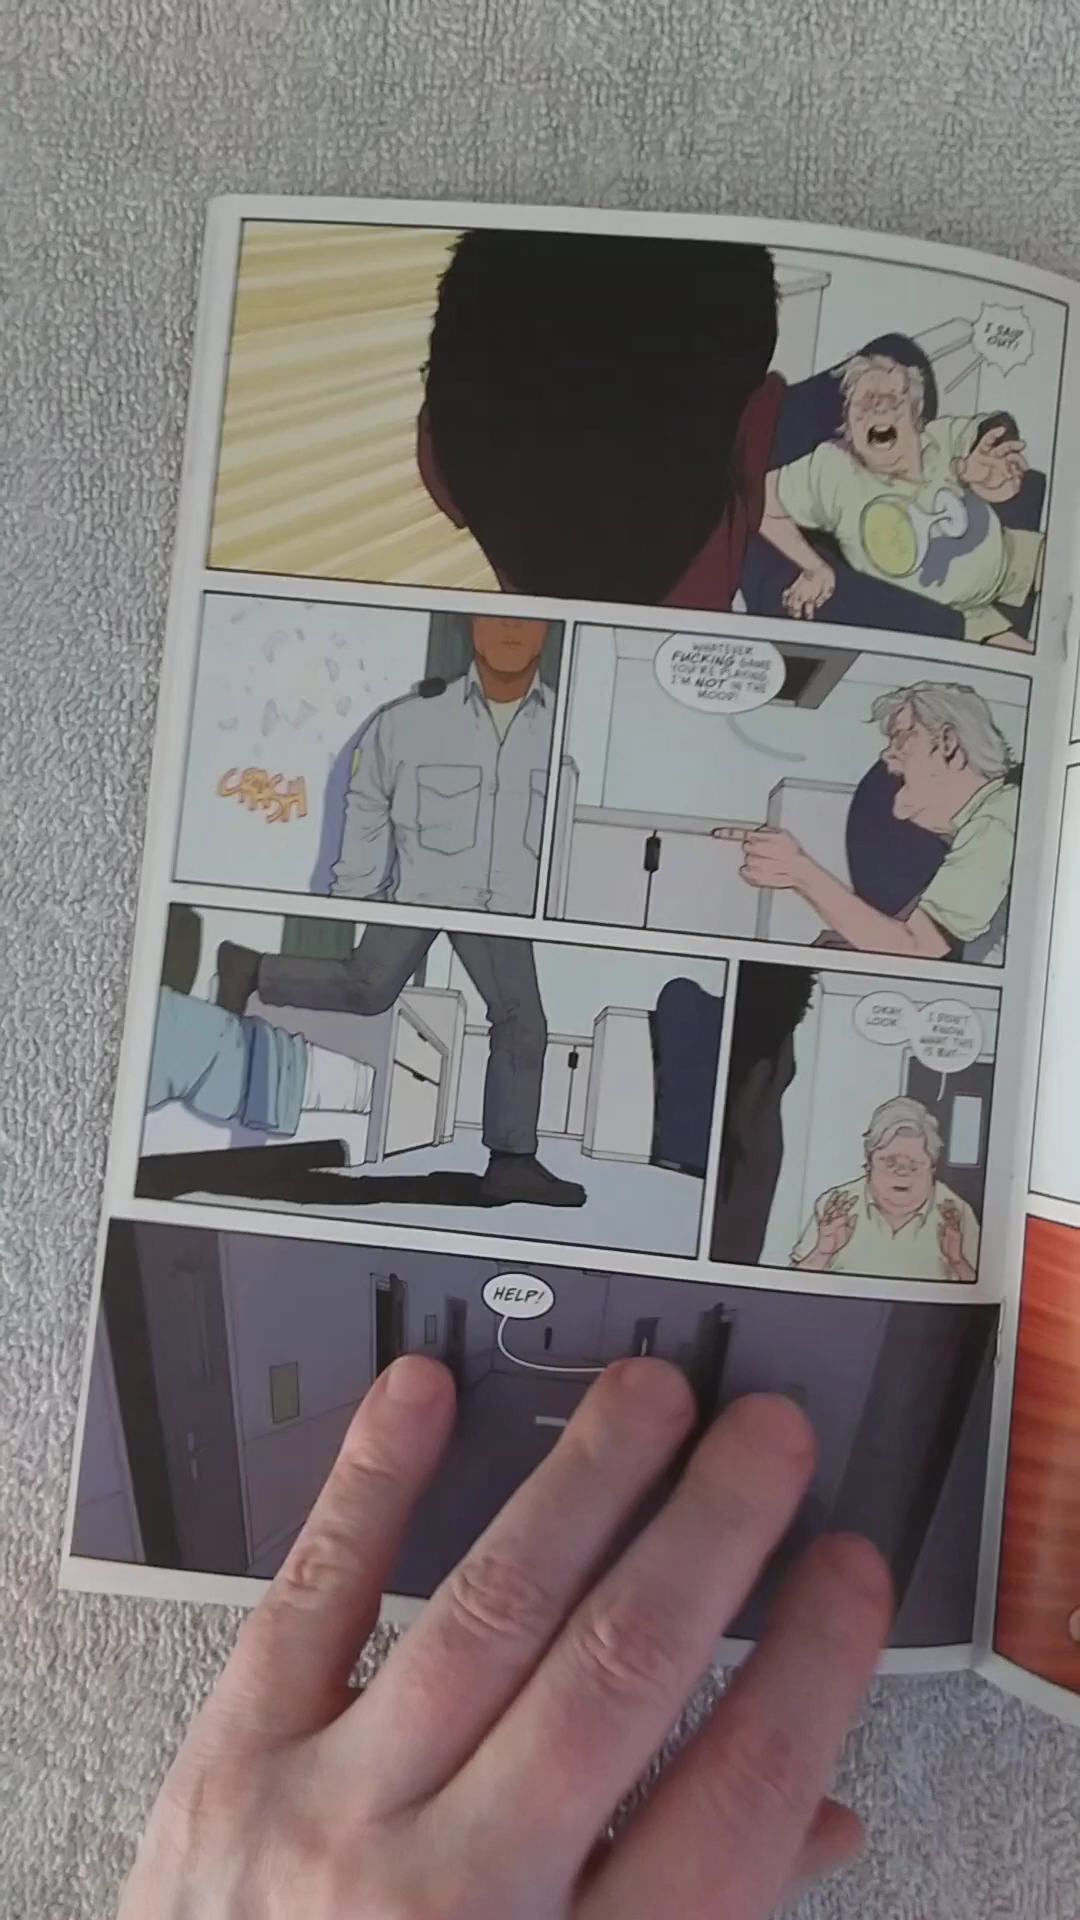 I SAID
OUT!
CRASH
WHATEVER
FUCKING GAME
YOU'RE PLAYING,
I'M NOT IN THE
MOOD!
OKAY,
LOOK.
I DON'T
KNOW
WHAT THIS
IS BUT--
HELP!